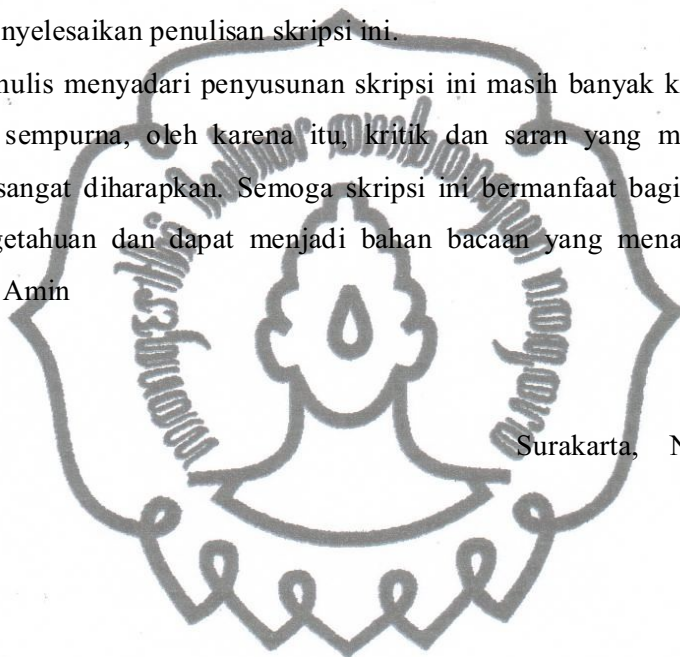 nyelesaikan penulisan skripsi ini.
nulis menyadari penyusunan skripsi ini masih banyak k
sempurna, oleh karena itu, kritik dan saran yang m
sangat diharapkan. Semoga skripsi ini bermanfaat bagi
getahuan dan dapat menjadi bahan bacaan yang mena
Amin
Surakarta, N